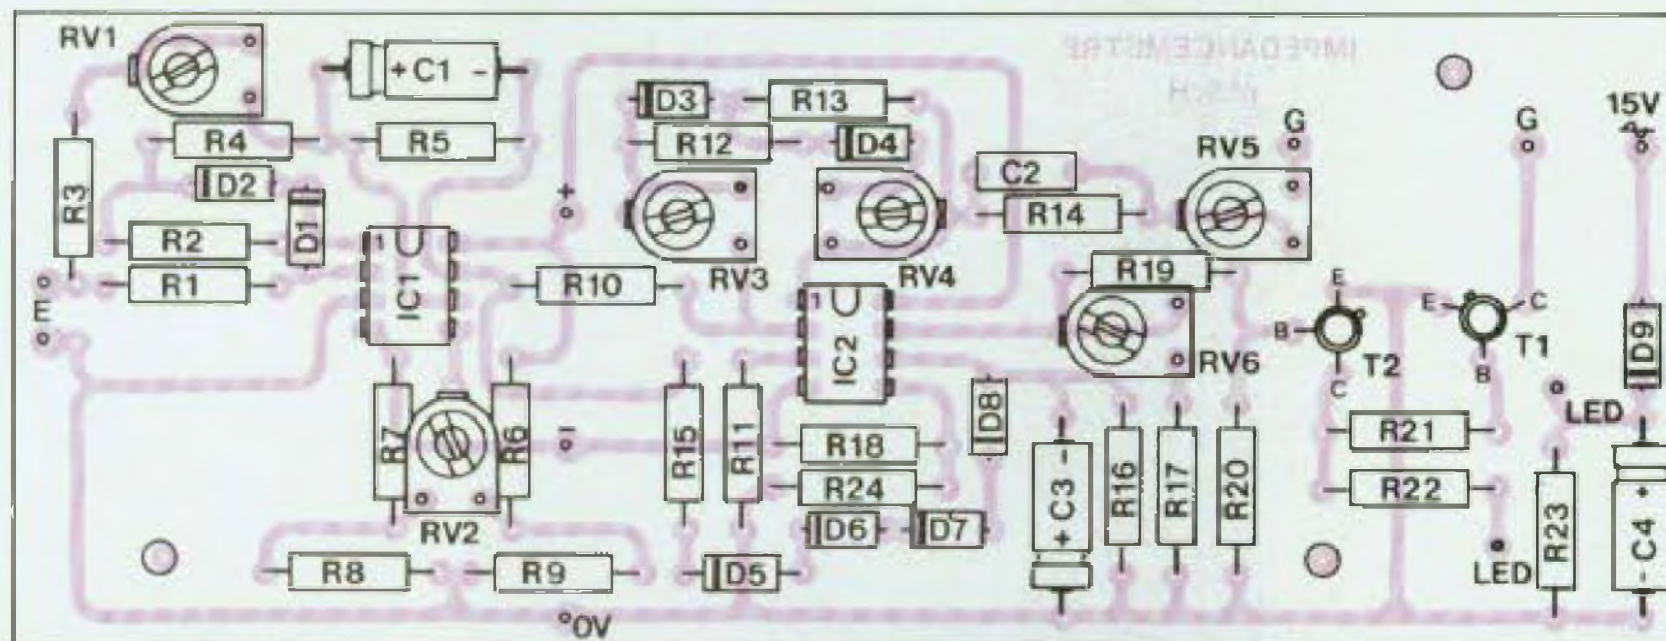 RV1
+ C1 -
R4
R5
D2
R3
D1
R2
R1
E
1
IC1
+
D3
R13
R12
D4
RV3
RV4
C2
R14
RV5
G
G
15V
R10
R19
1
IC2
RV6
E
B
C
T2
E
C
B
T1
D9
LED
R7
R6
RV2
-
R15
R11
R18
R24
D8
D6
D7
D5
+ C3 -
R16
R17
R20
R21
R22
LED
R23
- C4 +
R8
R9
0V
IMPEDANCEMETRE